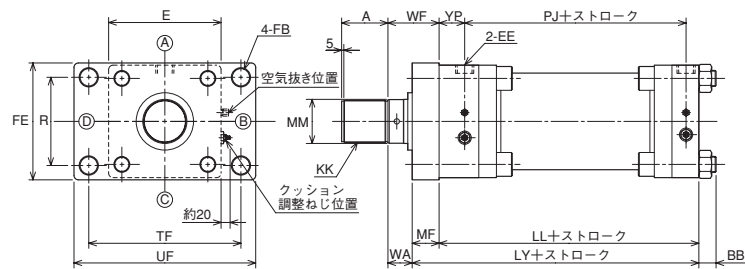 E
4-FB
A
WF
YP
PJ＋ストローク
Ⓐ
5
2-EE
空気抜き位置
FE
R
Ⓓ
Ⓑ
MM
KK
クッション
調整ねじ位置
Ⓒ
約20
TF
UF
MF
LL＋ストローク
WA
LY＋ストローク
BB